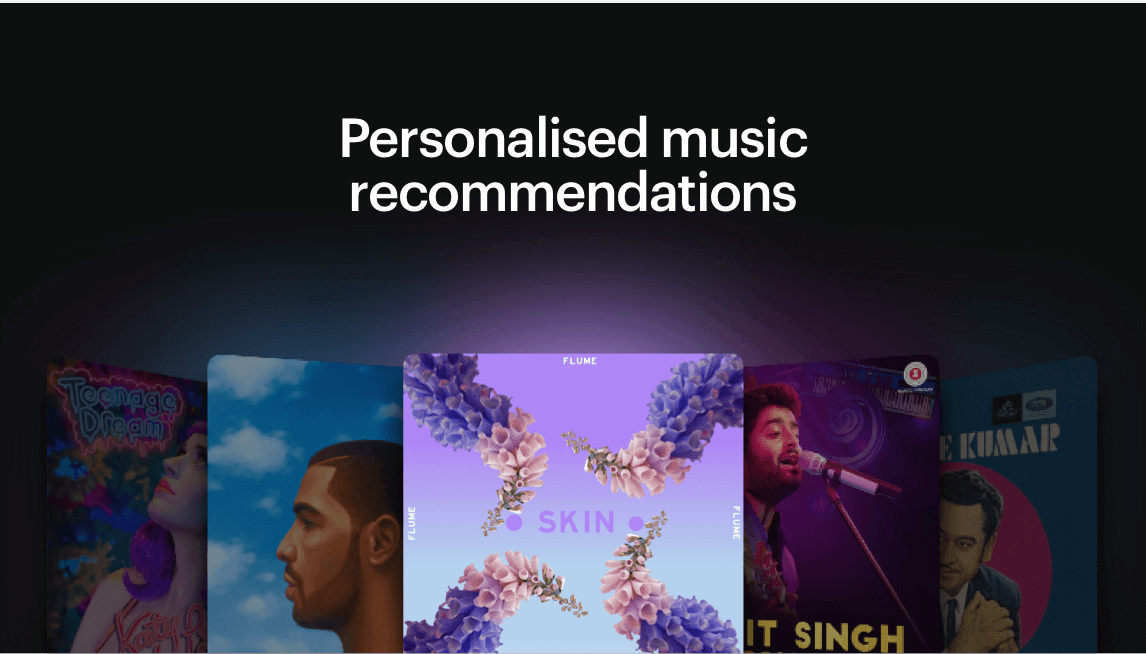 Personalised music
recommendations
Teenage
Dream
FLUME
FLUME
SKIN
FLUME
IT SINGH
E KUMAR